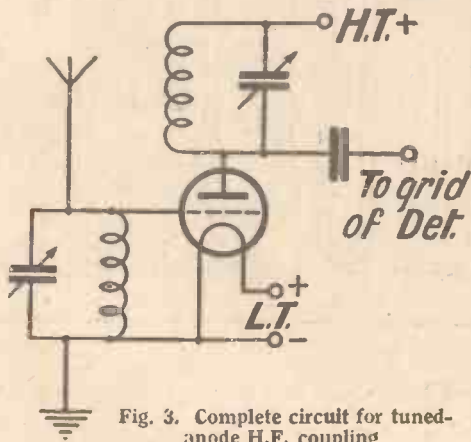 H.T.+
To grid
of Det.
+
L.T.
-
Fig. 3. Complete circuit for tuned-
anode H.F. coupling